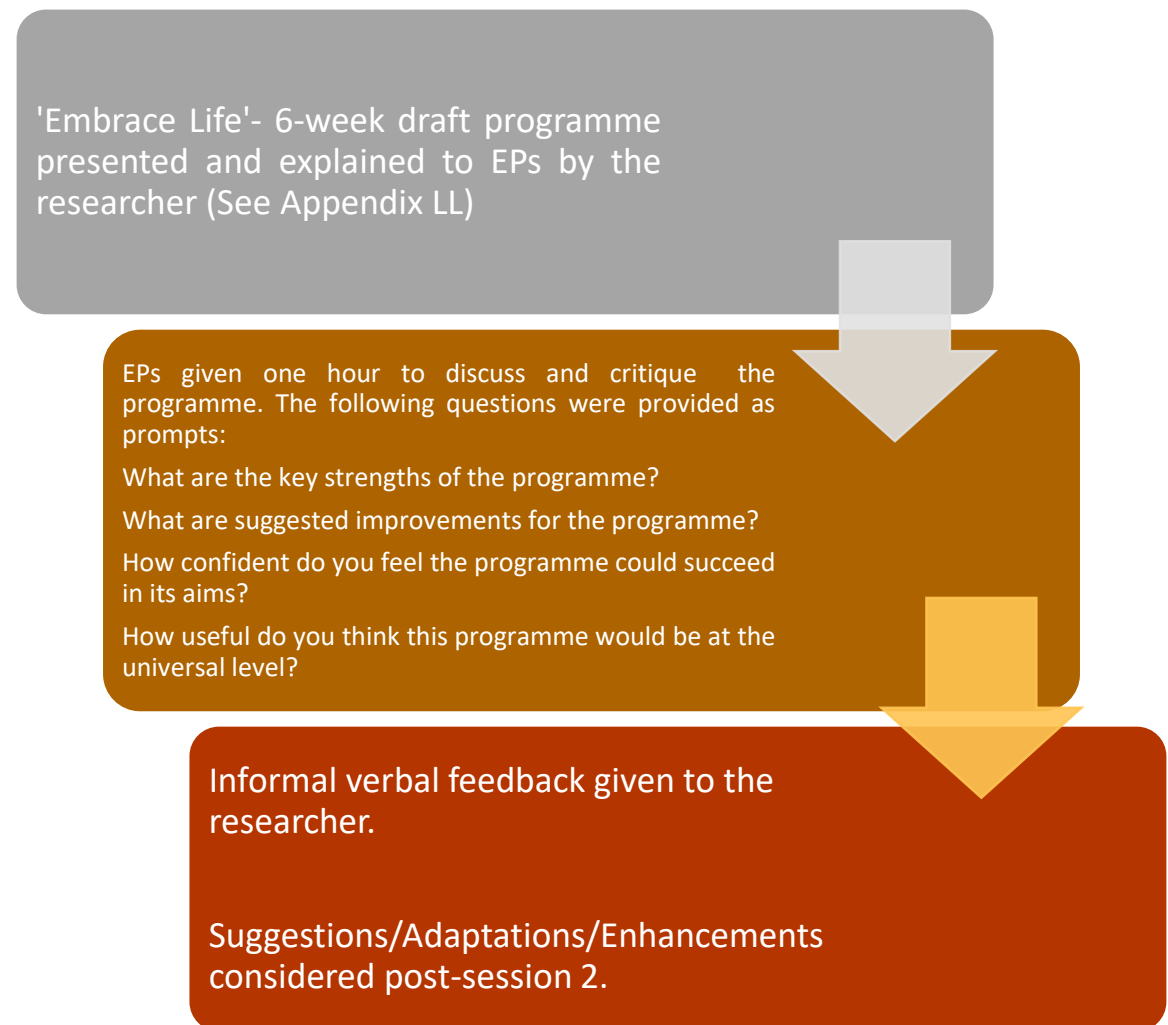 'Embrace Life'- 6-week draft programme
presented and explained to EPs by the
researcher (See Appendix LL)
EPs given one hour to discuss and critique the
programme. The following questions were provided as
prompts:
What are the key strengths of the programme?
What are suggested improvements for the programme?
How confident do you feel the programme could succeed
in its aims?
How useful do you think this programme would be at the
universal level?
Informal verbal feedback given to the
researcher.
Suggestions/Adaptations/Enhancements
considered post-session 2.